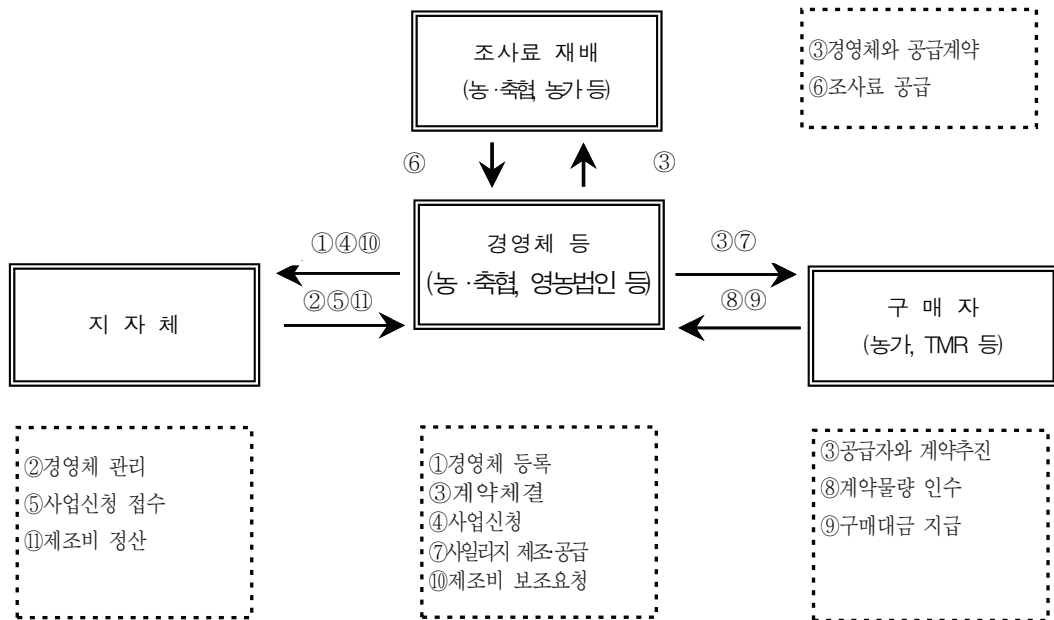 조사료 재배
(농·축협, 농가 등)
③경영체와 공급계약
⑥조사료 공급
⑥
③
경영체 등
(농·축협, 영농법인 등)
①④⑩
②⑤⑪
③⑦
⑧⑨
지 자 체
구 매 자
(농가, TMR 등)
②경영체 관리
⑤사업신청 접수
⑪제조비 정산
①경영체 등록
③계약체결
④사업신청
⑦사일리지 제조·공급
⑩제조비 보조요청
③공급자와 계약추진
⑧계약물량 인수
⑨구매대금 지급